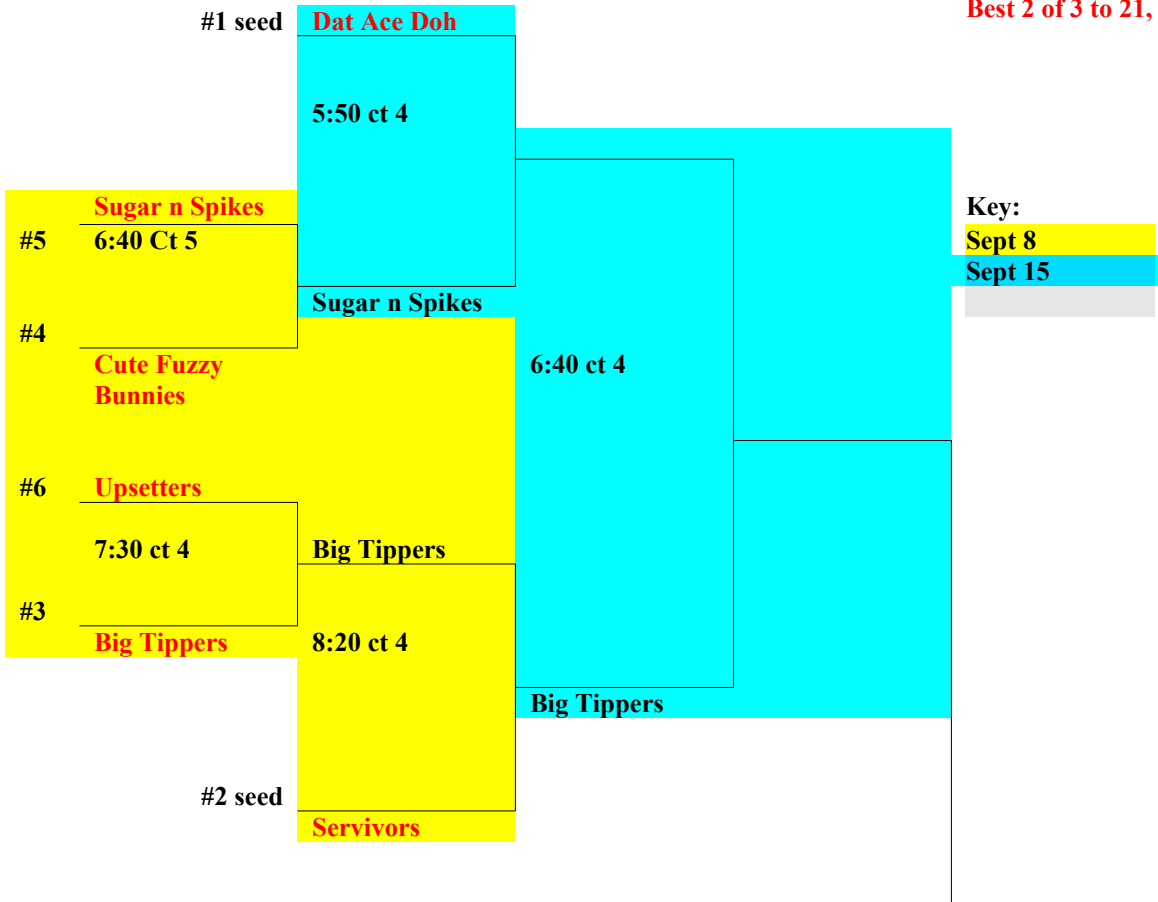 Best 2 of 3 to 21,
#1 seed Dat Ace Doh
5:50 ct 4
Sugar n Spikes
Key:
#5 6:40 Ct 5
Sept 8
Sept 15
Sugar n Spikes
#4
Cute Fuzzy
Bunnies
6:40 ct 4
#6 Upsetters
7:30 ct 4
Big Tippers
#3
Big Tippers
8:20 ct 4
Big Tippers
#2 seed
Servivors